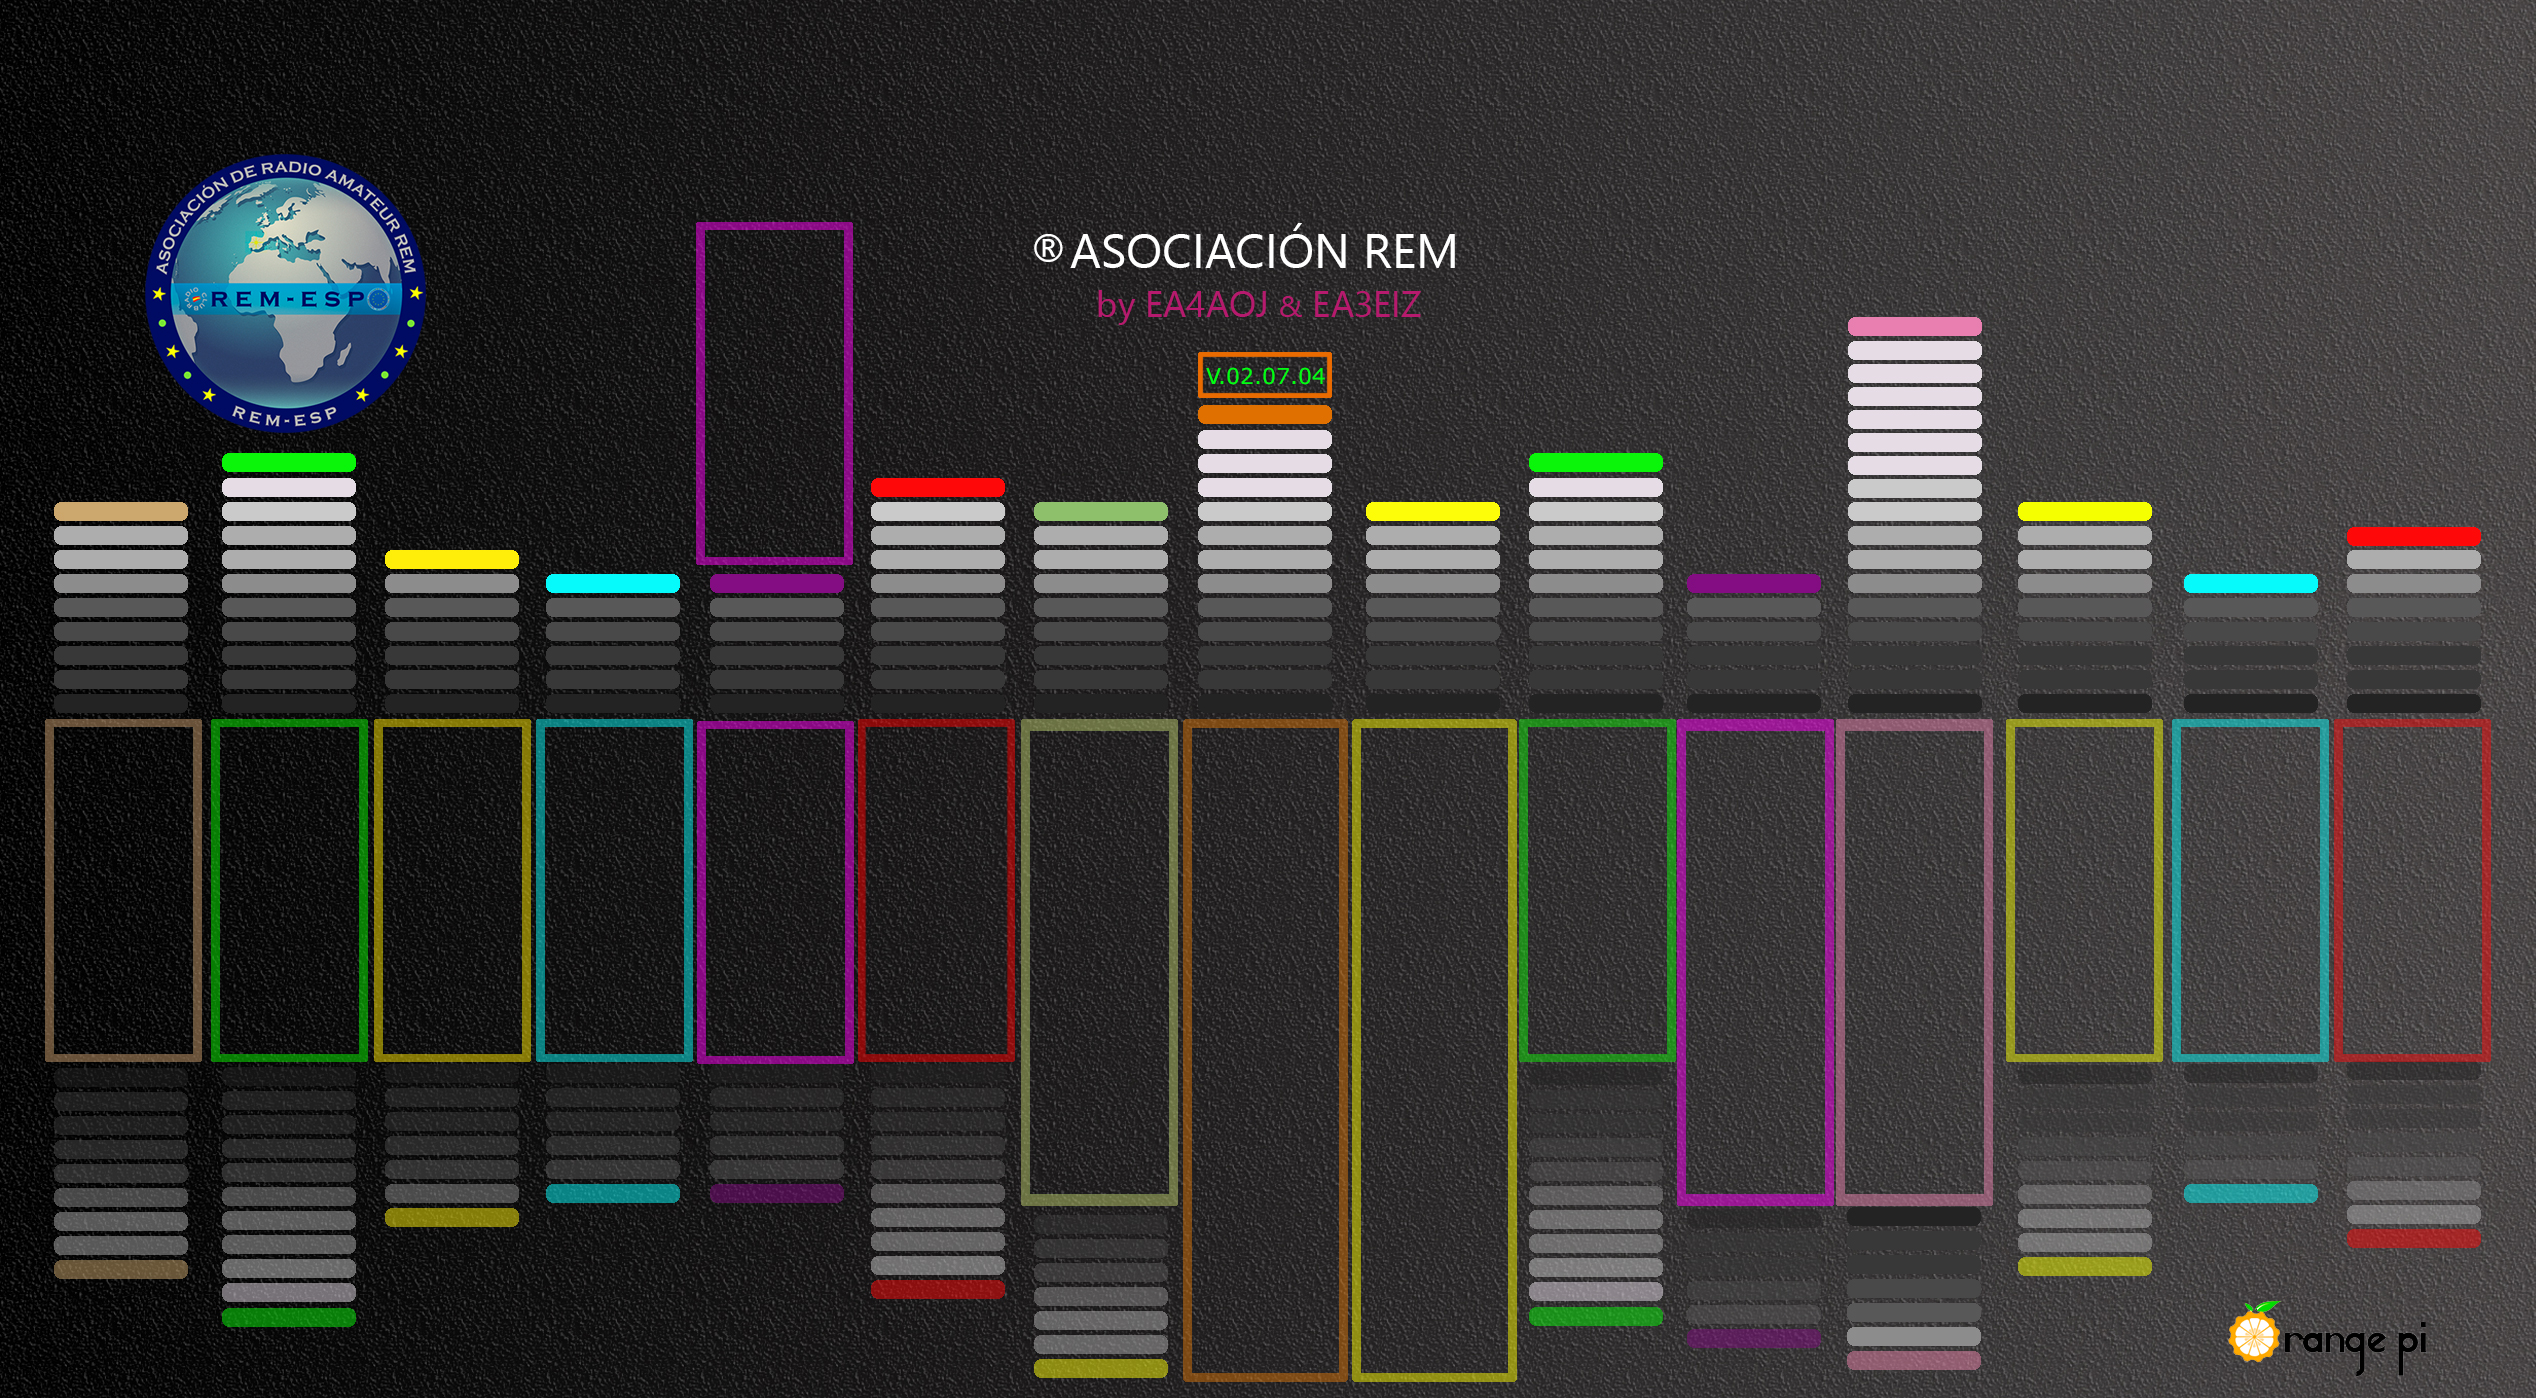 ASOCIACIÓN DE RADIO AMATEUR REM
REM-ESP
REM-ESP
® ASOCIACIÓN REM
by EA4AOJ & EA3EIZ
V.02.07.04
range pi